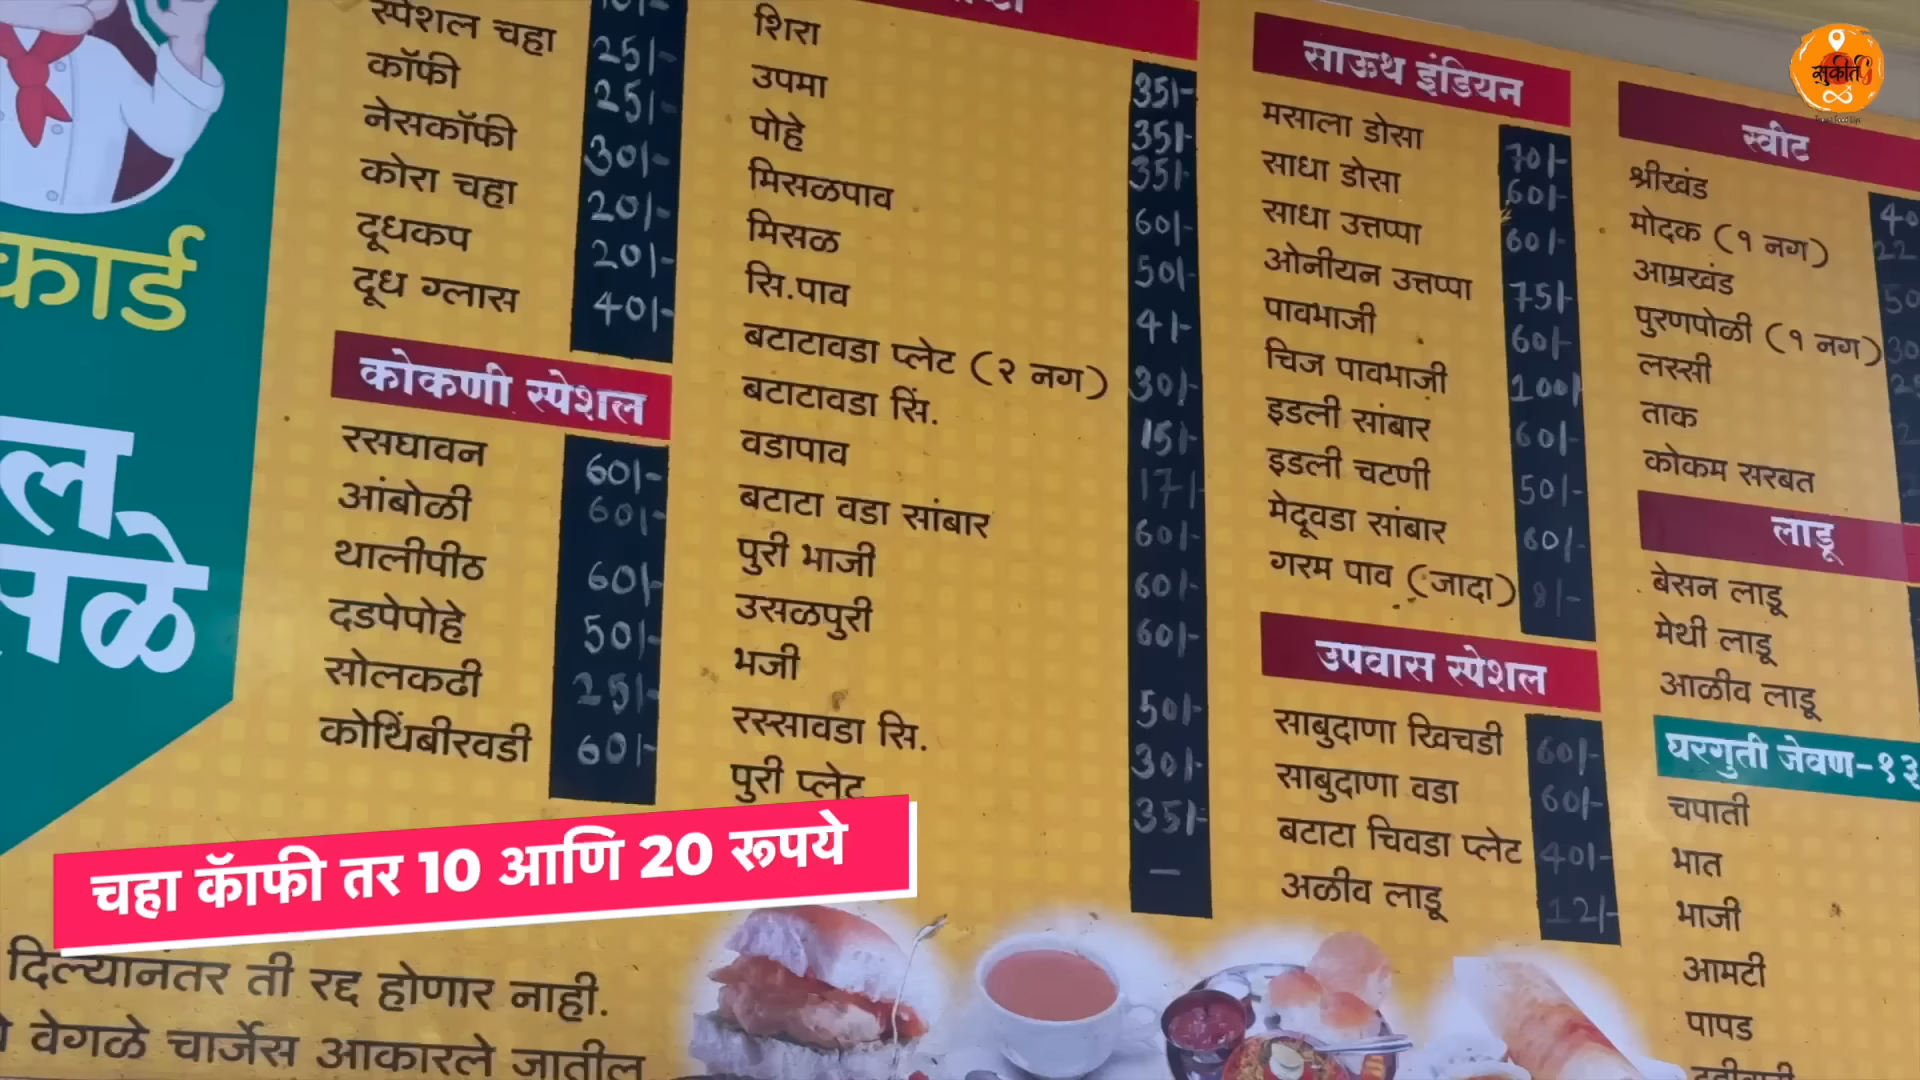 कार्ड
स्पेशल चहा 25/-
कॉफी 25/-
नेसकॉफी 30/-
कोरा चहा 20/-
दूधकप 20/-
दूध ग्लास 40/-
कोकणी स्पेशल
रसघावन 60/-
आंबोळी 60/-
थालीपीठ 60/-
दडपेपोहे 50/-
सोलकढी 25/-
कोथिंबीरवडी 60/-
शिरा 35/-
उपमा 35/-
पोहे 35/-
मिसळपाव 60/-
मिसळ 50/-
सि.पाव 4/-
बटाटावडा प्लेट (२ नग) 30/-
बटाटावडा सिं. 15/-
वडापाव 17/-
बटाटा वडा सांबार 60/-
पुरी भाजी 60/-
उसळपुरी 60/-
भजी 50/-
रस्सावडा सि. 30/-
पुरी प्लेट 35/-
—
साऊथ इंडियन
मसाला डोसा 70/-
साधा डोसा 60/-
साधा उत्तप्पा 60/-
ओनीयन उत्तप्पा 75/-
पावभाजी 60/-
चिज पावभाजी 100/-
इडली सांबार 60/-
इडली चटणी 50/-
मेदूवडा सांबार 60/-
गरम पाव (जादा) 8/-
उपवास स्पेशल
साबुदाणा खिचडी 60/-
साबुदाणा वडा 60/-
बटाटा चिवडा प्लेट 40/-
अळीव लाडू 12/-
स्वीट
श्रीखंड 40
मोदक (१ नग) 22
आम्रखंड 50
पुरणपोळी (१ नग) 30
लस्सी
ताक
कोकम सरबत
लाडू
बेसन लाडू
मेथी लाडू
आळीव लाडू
घरगुती जेवण-१३
चपाती
भात
भाजी
आमटी
पापड
चहा कॅाफी तर 10 आणि 20 रूपये
दिल्यानंतर ती रद्द होणार नाही.
वेगळे चार्जेस आकारले जातील
सुकीर्त